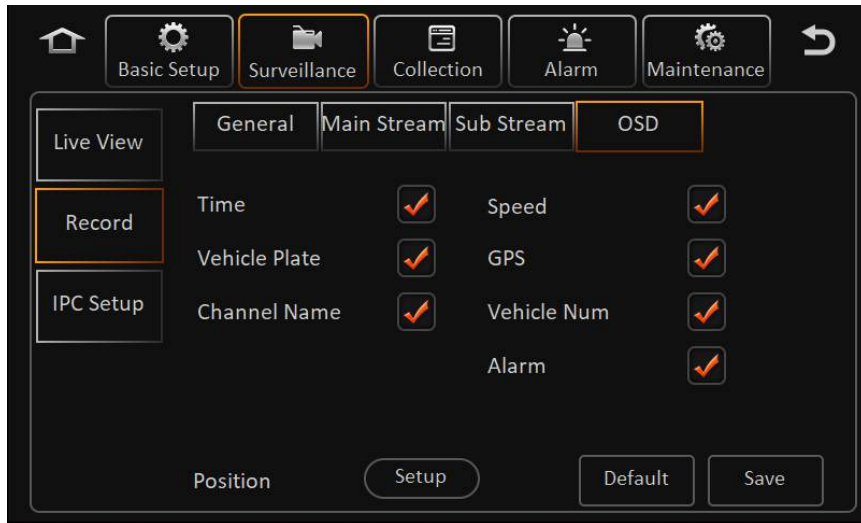 Basic Setup Surveillance Collection Alarm Maintenance
General Main Stream Sub Stream OSD
Live View
Record
IPC Setup
Time Speed
Vehicle Plate GPS
Channel Name Vehicle Num
Alarm
Position Setup Default Save